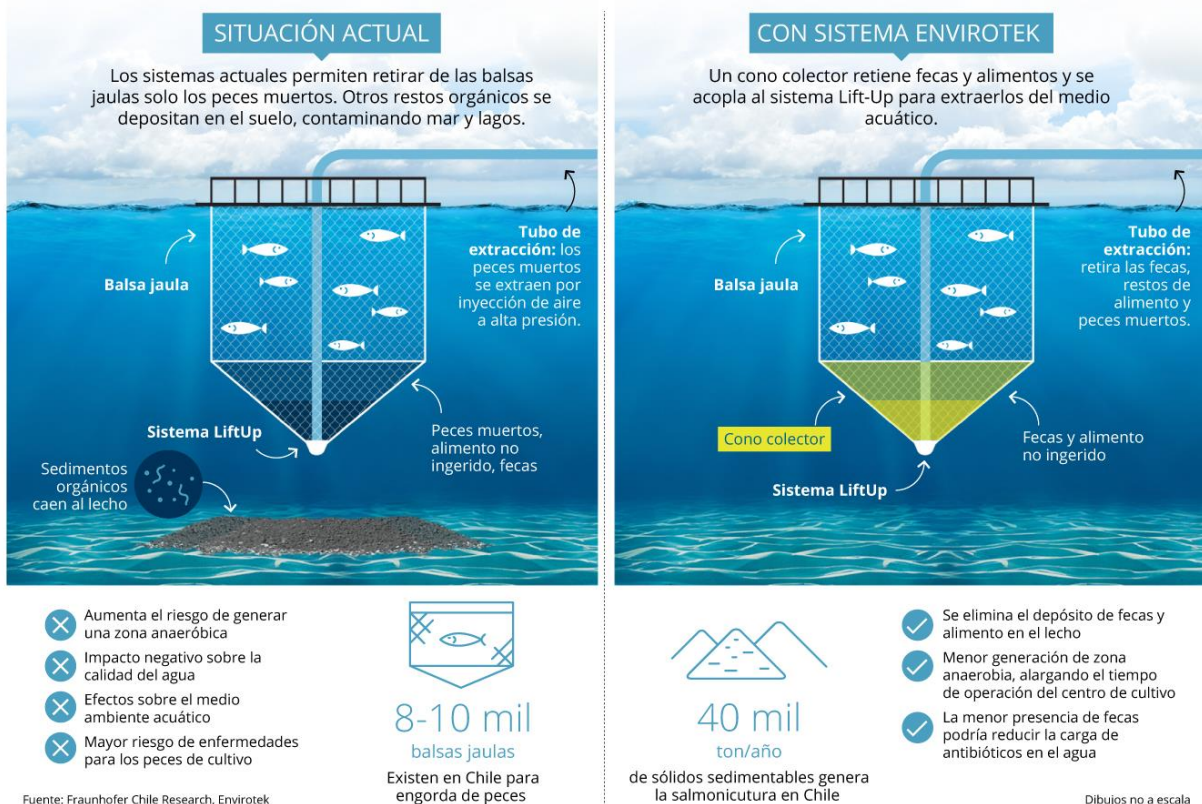 SITUACIÓN ACTUAL
Los sistemas actuales permiten retirar de las balsas
jaulas solo los peces muertos. Otros restos orgánicos se
depositan en el suelo, contaminando mar y lagos.
Balsa jaula
Tubo de
extracción: los
peces muertos
se extraen por
inyección de aire
a alta presión.
Sistema LiftUp
Peces muertos,
alimento no
ingerido, fecas
Sedimentos
orgánicos
caen al lecho
Aumenta el riesgo de generar
una zona anaeróbica
Impacto negativo sobre la
calidad del agua
Efectos sobre el medio
ambiente acuático
Mayor riesgo de enfermedades
para los peces de cultivo
8-10 mil
balsas jaulas
Existen en Chile para
engorda de peces
Fuente: Fraunhofer Chile Research, Envirotek
CON SISTEMA ENVIROTEK
Un cono colector retiene fecas y alimentos y se
acopla al sistema Lift-Up para extraerlos del medio
acuático.
Balsa jaula
Tubo de
extracción:
retira las fecas,
restos de
alimento y
peces muertos.
Cono colector
Fecas y alimento
no ingerido
Sistema LiftUp
40 mil
ton/año
de sólidos sedimentables genera
la salmonicutura en Chile
Se elimina el depósito de fecas y
alimento en el lecho
Menor generación de zona
anaerobia, alargando el tiempo
de operación del centro de cultivo
La menor presencia de fecas
podría reducir la carga de
antibióticos en el agua
Dibujos no a escala